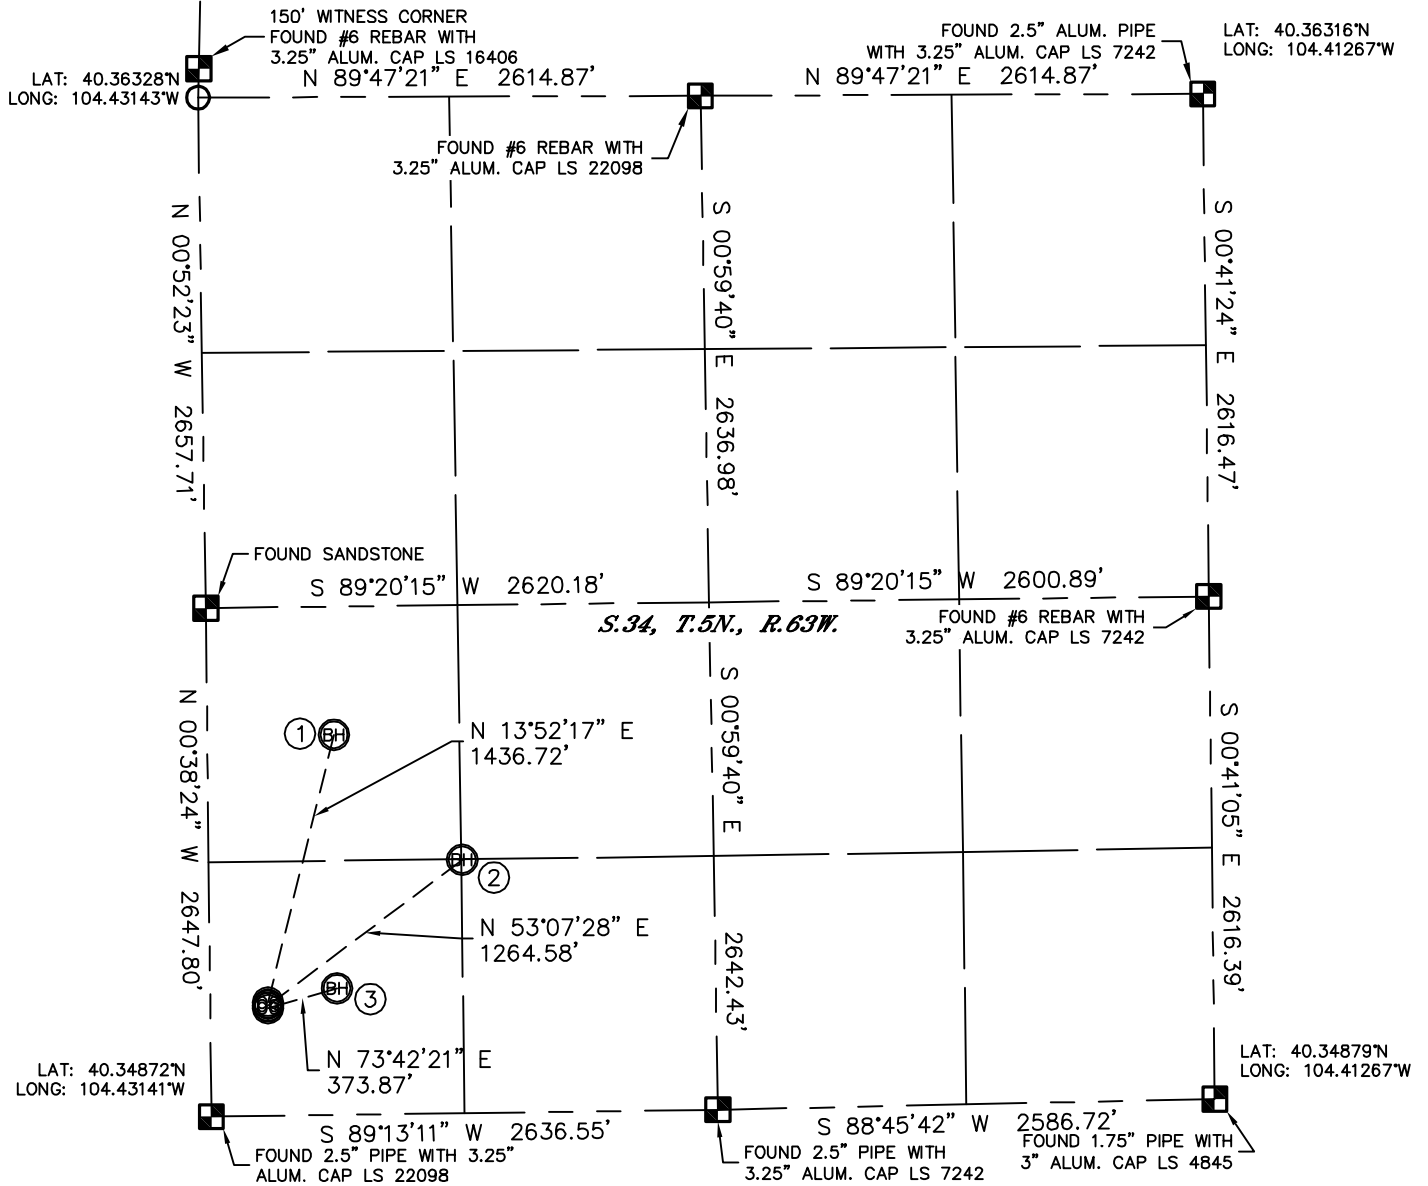 150' WITNESS CORNER
FOUND #6 REBAR WITH
3.25" ALUM. CAP LS 16406
LAT: 40.36328°N
LONG: 104.43143°W
N 89°47'21" E 2614.87'
FOUND 2.5" ALUM. PIPE
WITH 3.25" ALUM. CAP LS 7242
LAT: 40.36316°N
LONG: 104.41267°W
N 89°47'21" E 2614.87'
FOUND #6 REBAR WITH
3.25" ALUM. CAP LS 22098
N 00°52'23" W 2657.71'
S 00°59'40" E 2636.98'
S 00°41'24" E 2616.47'
FOUND SANDSTONE
S 89°20'15" W 2620.18'
S 89°20'15" W 2600.89'
S.34, T.5N., R.63W.
FOUND #6 REBAR WITH
3.25" ALUM. CAP LS 7242
N 00°38'24" W 2647.80'
1 BH
N 13°52'17" E
1436.72'
S 00°59'40" E 2642.43'
S 00°41'05" E 2616.39'
BH
2
N 53°07'28" E
1264.58'
BH 3
N 73°42'21" E
373.87'
LAT: 40.34872°N
LONG: 104.43141°W
LAT: 40.34879°N
LONG: 104.41267°W
S 89°13'11" W 2636.55'
S 88°45'42" W 2586.72'
FOUND 2.5" PIPE WITH 3.25"
ALUM. CAP LS 22098
FOUND 2.5" PIPE WITH
3.25" ALUM. CAP LS 7242
FOUND 1.75" PIPE WITH
3" ALUM. CAP LS 4845